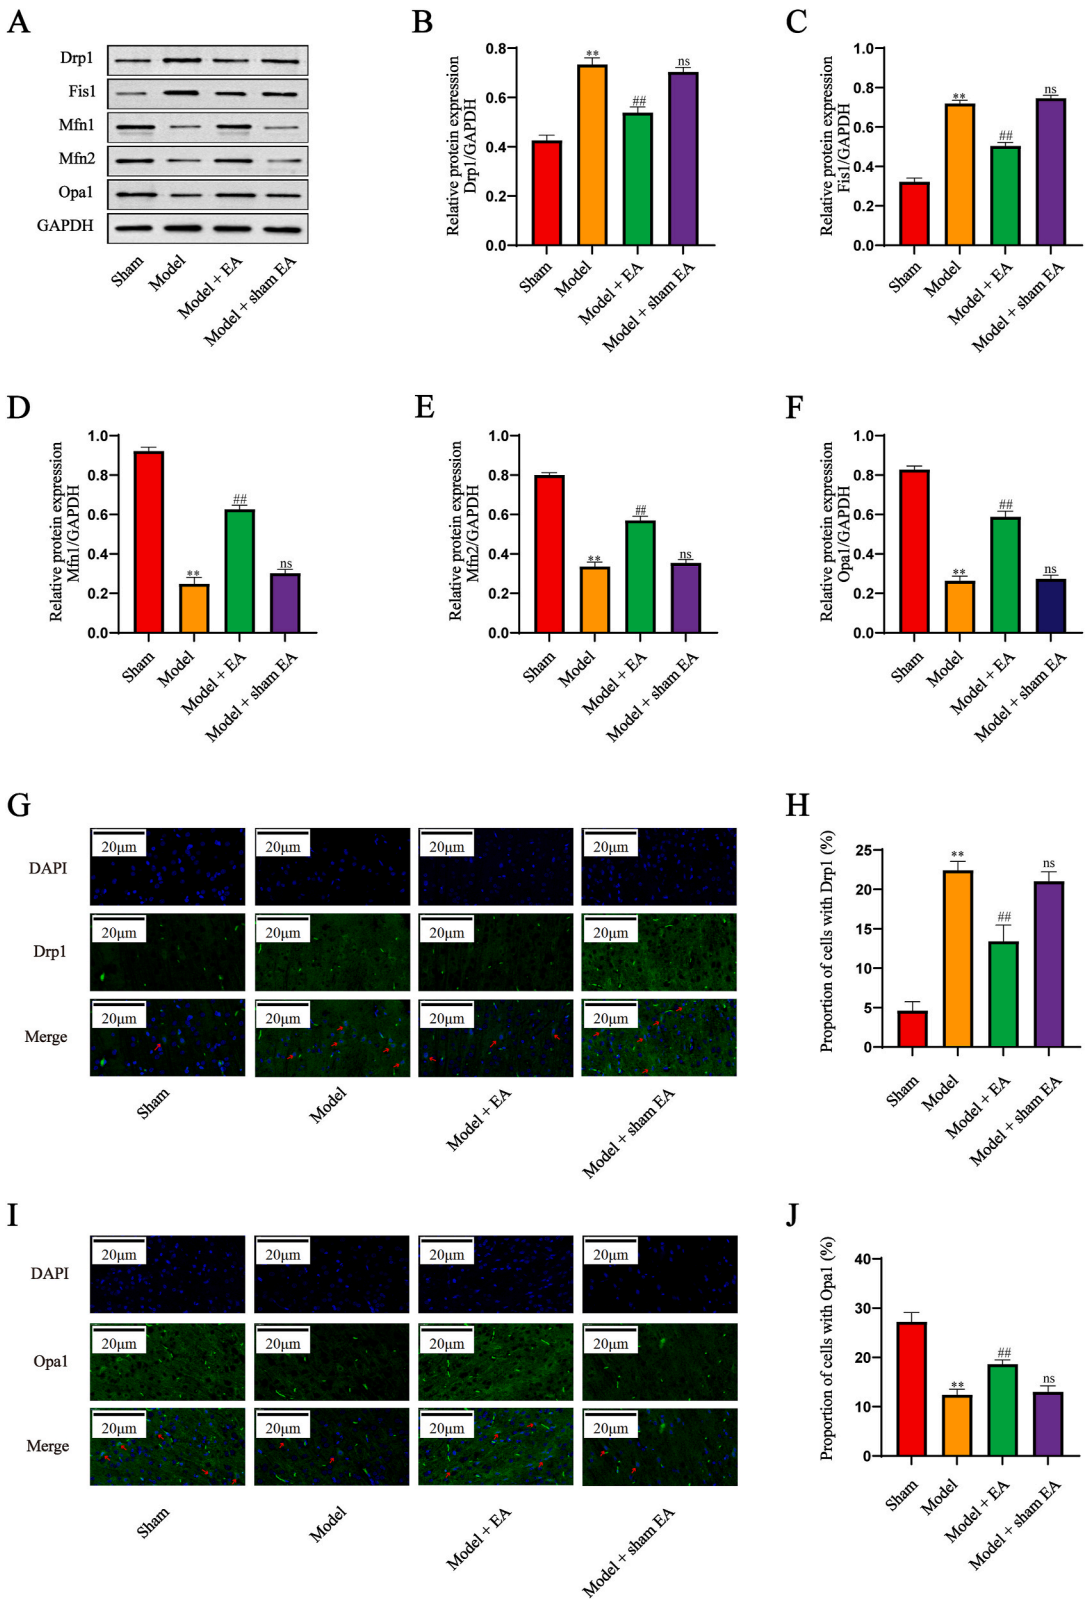 A
Drp1
Fis1
Mfn1
Mfn2
Opa1
GAPDH
Sham
Model
Model + EA
Model + sham EA
B
Relative protein expression
Drp1/GAPDH
0.8
0.6
0.4
0.2
0.0
**
##
ns
Sham
Model
Model + EA
Model + sham EA
C
Relative protein expression
Fis1/GAPDH
1.0
0.8
0.6
0.4
0.2
0.0
**
##
ns
Sham
Model
Model + EA
Model + sham EA
D
Relative protein expression
Mfn1/GAPDH
1.0
0.8
0.6
0.4
0.2
0.0
**
##
ns
Sham
Model
Model + EA
Model + sham EA
E
Relative protein expression
Mfn2/GAPDH
1.0
0.8
0.6
0.4
0.2
0.0
**
##
ns
Sham
Model
Model + EA
Model + sham EA
F
Relative protein expression
Opa1/GAPDH
1.0
0.8
0.6
0.4
0.2
0.0
**
##
ns
Sham
Model
Model + EA
Model + sham EA
G
DAPI
20μm
20μm
20μm
20μm
Drp1
20μm
20μm
20μm
20μm
Merge
20μm
20μm
20μm
20μm
Sham
Model
Model + EA
Model + sham EA
H
Proportion of cells with Drp1 (%)
25
20
15
10
5
0
**
##
ns
Sham
Model
Model + EA
Model + sham EA
I
DAPI
20μm
20μm
20μm
20μm
Opa1
20μm
20μm
20μm
20μm
Merge
20μm
20μm
20μm
20μm
Sham
Model
Model + EA
Model + sham EA
J
Proportion of cells with Opa1 (%)
40
30
20
10
0
**
##
ns
Sham
Model
Model + EA
Model + sham EA